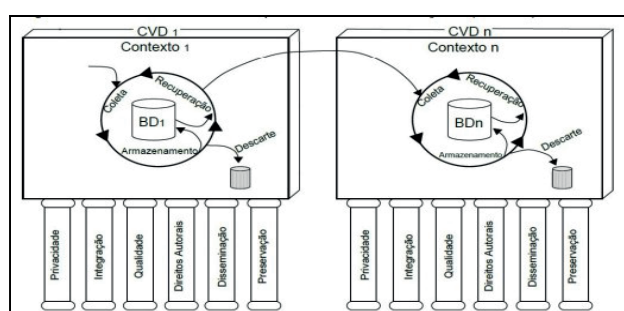 CVD 1
Contexto 1
Coleta
Recuperação
BD1
Armazenamento
Descarte
Privacidade
Integração
Qualidade
Direitos Autorais
Disseminação
Preservação
CVD n
Contexto n
Coleta
Recuperação
BDn
Armazenamento
Descarte
Privacidade
Integração
Qualidade
Direitos Autorais
Disseminação
Preservação